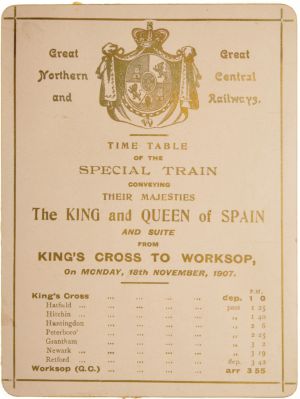 Great Great
Northern Central
and Railways.
TIME TABLE
OF THE
SPECIAL TRAIN
CONVEYING
THEIR MAJESTIES
The KING and QUEEN of SPAIN
AND SUITE
FROM
KING'S CROSS TO WORKSOP,
On MONDAY, 18th NOVEMBER, 1907.
P.M.
King's Cross ... ... ... dep. 1 0
Hatfield ... ... ... ... pass 1 25
Hitchin ... ... ... ... " 1 40
Huntingdon ... ... ... " 2 6
Peterboro' ... ... ... " 2 25
Grantham ... ... ... " 3 2
Newark ... ... ... ... " 3 19
Retford ... ... ... ... dep. 3 42
Worksop (G.C.) ... ... ... arr 3 55